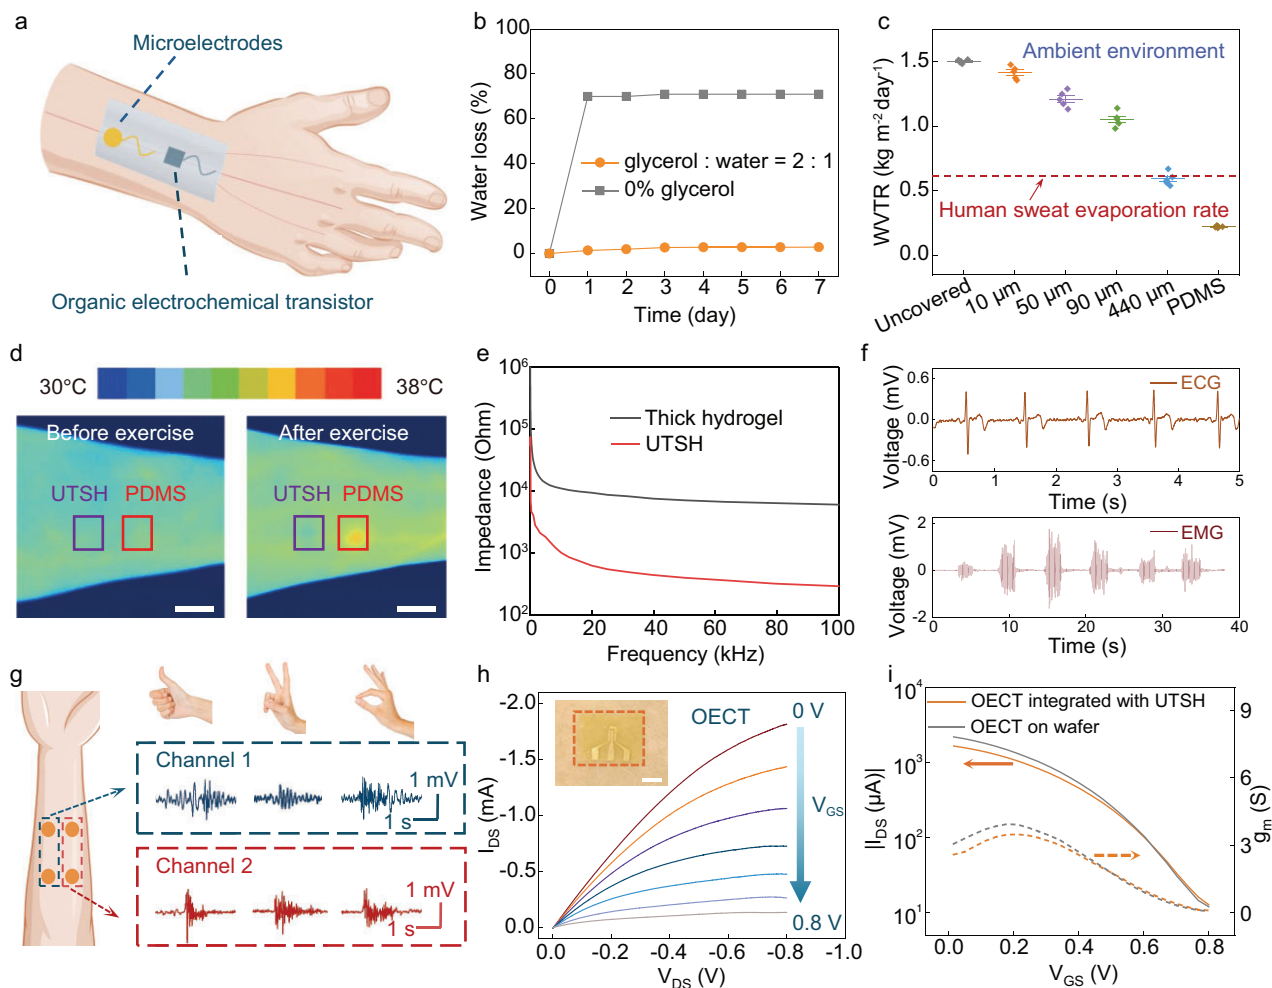 a
Microelectrodes
Organic electrochemical transistor
b
Water loss (%)
100
80
60
40
20
0
glycerol : water = 2 : 1
0% glycerol
0 1 2 3 4 5 6 7
Time (day)
c
WVTR (kg m⁻² day⁻¹)
1.5
1.0
0.5
0.0
Ambient environment
Human sweat evaporation rate
Uncovered
10 µm
50 µm
90 µm
440 µm
PDMS
d
30°C
38°C
Before exercise
UTSH PDMS
After exercise
UTSH PDMS
e
Impedance (Ohm)
10⁶
10⁵
10⁴
10³
10²
Thick hydrogel
UTSH
0 20 40 60 80 100
Frequency (kHz)
f
Voltage (mV)
0.6
0.0
-0.6
ECG
0 1 2 3 4 5
Time (s)
Voltage (mV)
2
0
-2
EMG
0 10 20 30 40
Time (s)
g
Channel 1
1 mV
1 s
Channel 2
1 mV
1 s
h
I_DS (mA)
-2.0
-1.5
-1.0
-0.5
0.0
OECT
0 V
V_GS
0.8 V
0.0 -0.2 -0.4 -0.6 -0.8 -1.0
V_DS (V)
i
|I_DS (µA)|
10⁴
10³
10²
10¹
OECT integrated with UTSH
OECT on wafer
9
6
3
0
g_m (S)
0.0 0.2 0.4 0.6 0.8
V_GS (V)